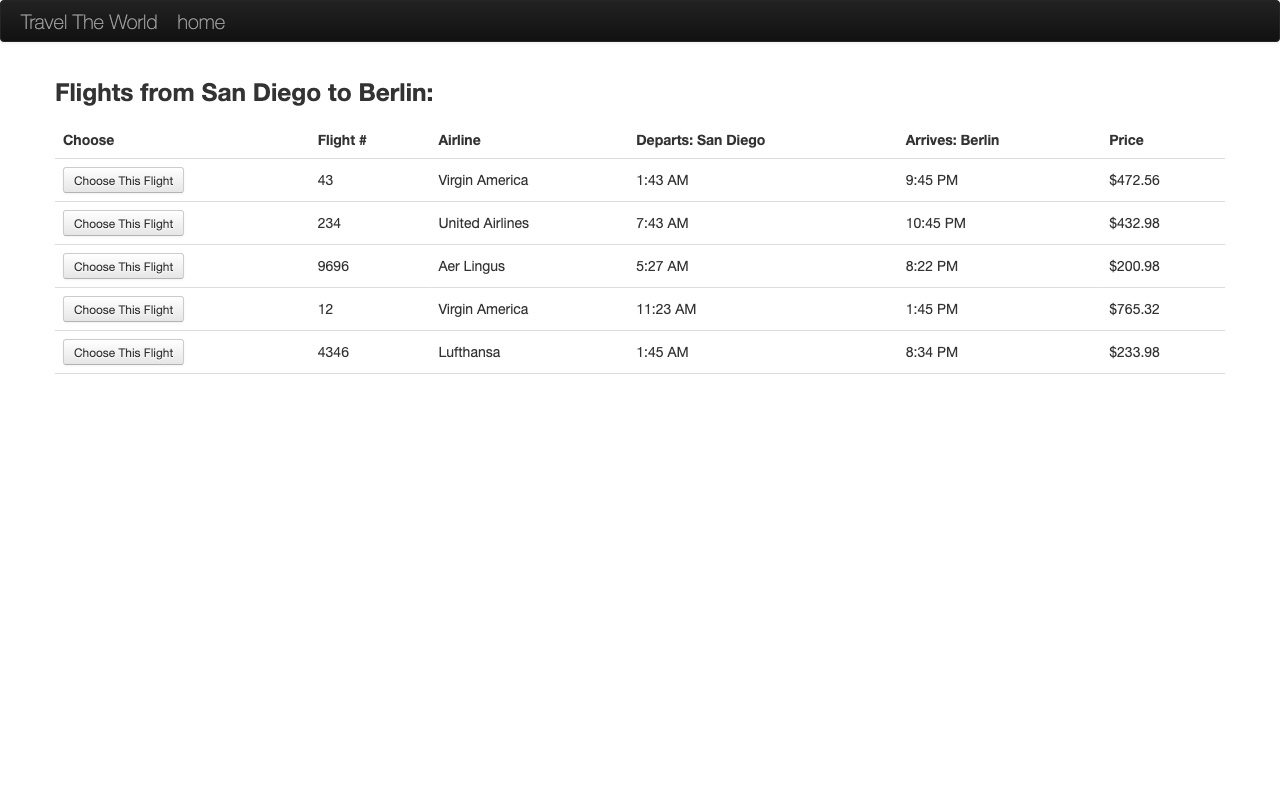 Travel The World home
Flights from San Diego to Berlin:
Choose Flight # Airline Departs: San Diego Arrives: Berlin Price
Choose This Flight 43 Virgin America 1:43 AM 9:45 PM $472.56
Choose This Flight 234 United Airlines 7:43 AM 10:45 PM $432.98
Choose This Flight 9696 Aer Lingus 5:27 AM 8:22 PM $200.98
Choose This Flight 12 Virgin America 11:23 AM 1:45 PM $765.32
Choose This Flight 4346 Lufthansa 1:45 AM 8:34 PM $233.98